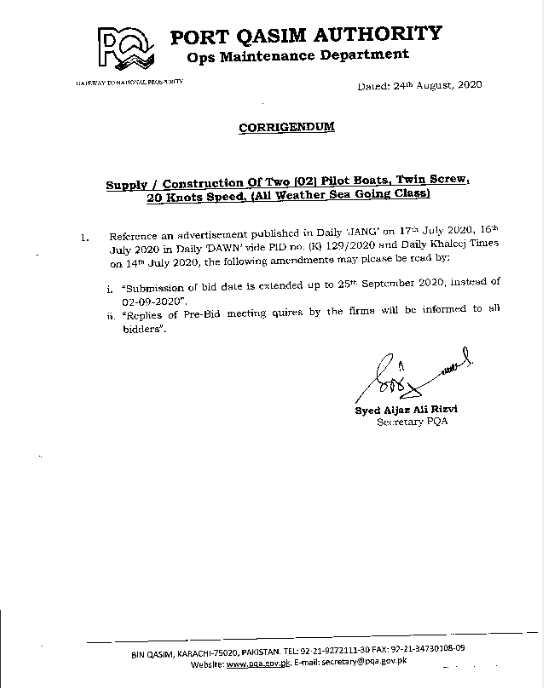 PQA
PORT QASIM AUTHORITY
Ops Maintenance Department
GATEWAY TO NATIONAL PROSPERITY
Dated: 24th August, 2020
CORRIGENDUM
Supply / Construction Of Two (02) Pilot Boats, Twin Screw,
20 Knots Speed, (All Weather Sea Going Class)
1. Reference an advertisement published in Daily 'JANG' on 17th July 2020, 16th
July 2020 in Daily 'DAWN' vide PID no. (K) 129/2020 and Daily Khaleej Times
on 14th July 2020, the following amendments may please be read by:
i. "Submission of bid date is extended up to 25th September 2020, instead of
02-09-2020".
ii. "Replies of Pre-Bid meeting quires by the firms will be informed to all
bidders".
Syed Aijaz Ali Rizvi
Secretary PQA
BIN QASIM, KARACHI-75020, PAKISTAN. TEL: 92-21-9272111-30 FAX: 92-21-34730108-09
Website: www.pqa.gov.pk. E-mail: secretary@pqa.gov.pk